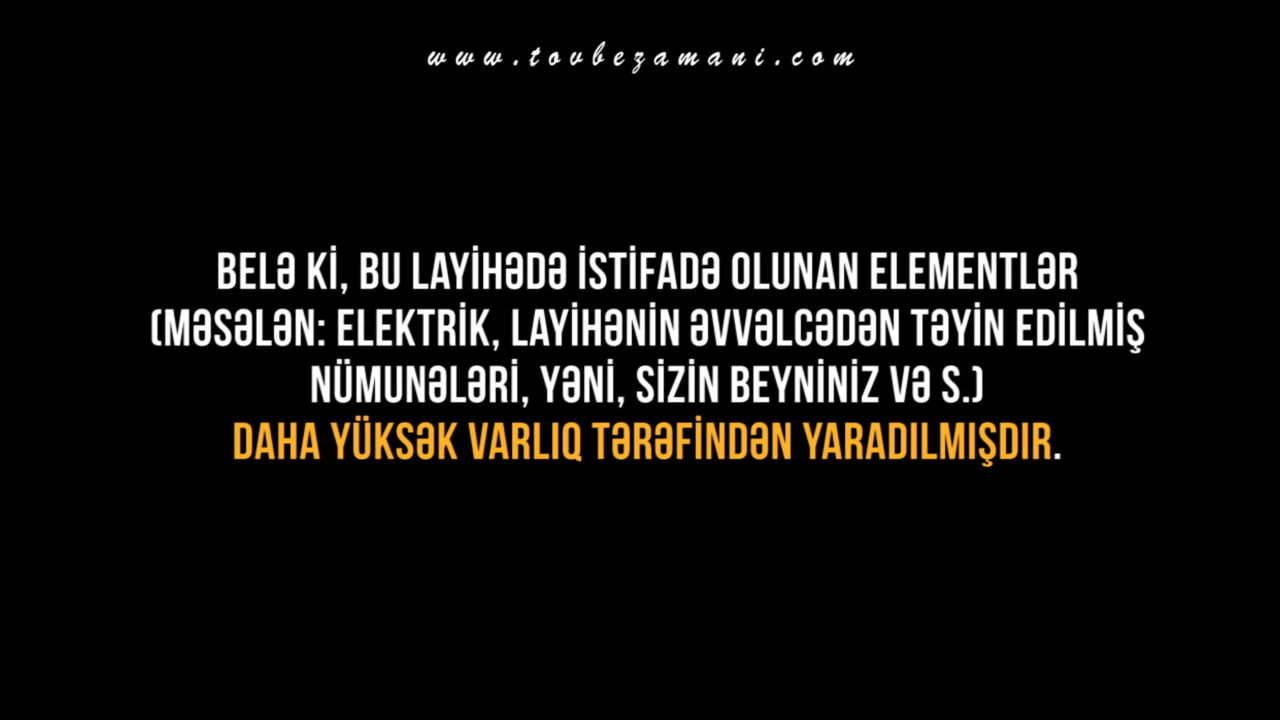 www.tovbezamani.com
BELƏ Kİ, BU LAYİHƏDƏ İSTİFADƏ OLUNAN ELEMENTLƏR
(MƏSƏLƏN: ELEKTRİK, LAYİHƏNİN ƏVVƏLCƏDƏN TƏYİN EDİLMİŞ
NÜMUNƏLƏRİ, YƏNİ, SİZİN BEYNİNİZ VƏ S.)
DAHA YÜKSƏK VARLIQ TƏRƏFİNDƏN YARADILMIŞDIR.